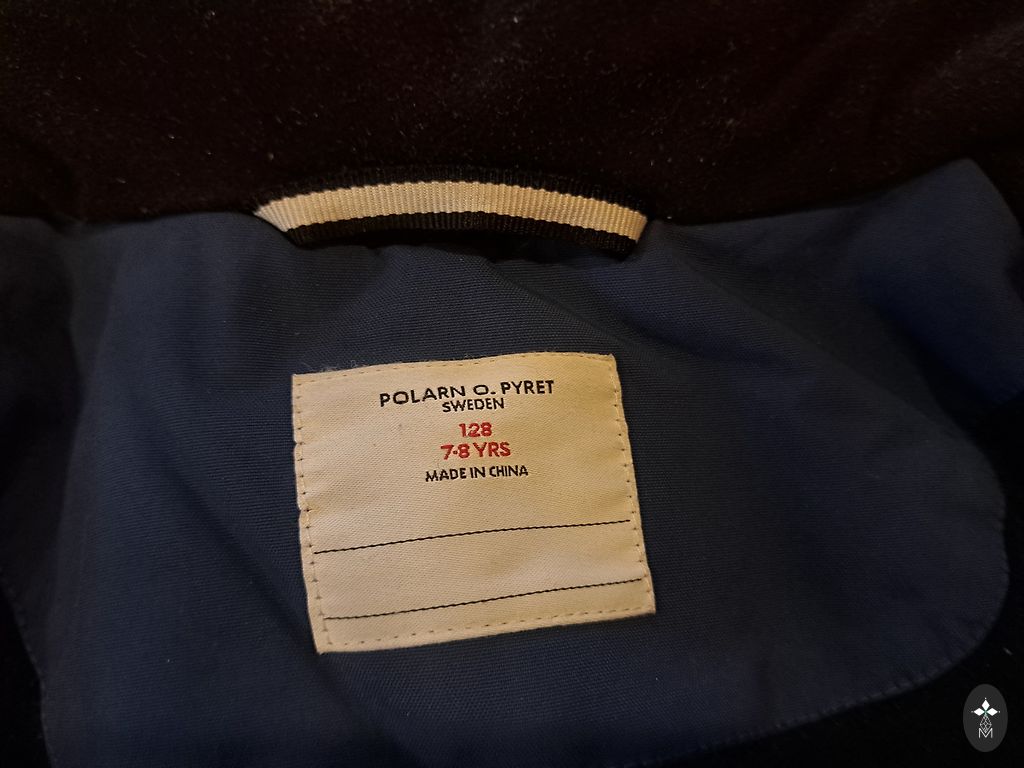 POLARN O. PYRET
SWEDEN
128
7-8 YRS
MADE IN CHINA
M